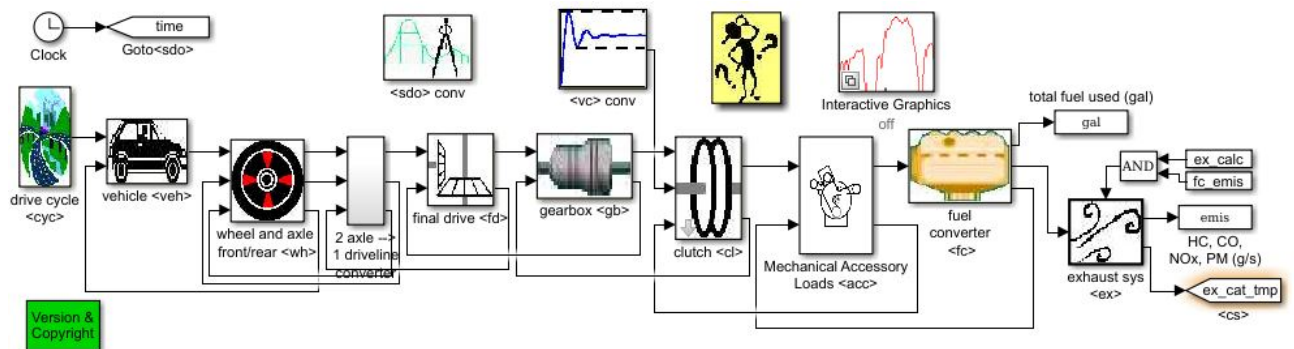 time
Clock
Goto<sdo>
<sdo> conv
<vc> conv
?
?
Interactive Graphics
off
total fuel used (gal)
gal
drive cycle
<cyc>
vehicle <veh>
wheel and axle
front/rear <wh>
2 axle -->
1 driveline
converter
final drive <fd>
gearbox <gb>
clutch <cl>
Mechanical Accessory
Loads <acc>
fuel
converter
<fc>
AND
ex_calc
fc_emis
emis
HC, CO,
NOx, PM (g/s)
exhaust sys
<ex>
ex_cat_tmp
<cs>
Version &
Copyright